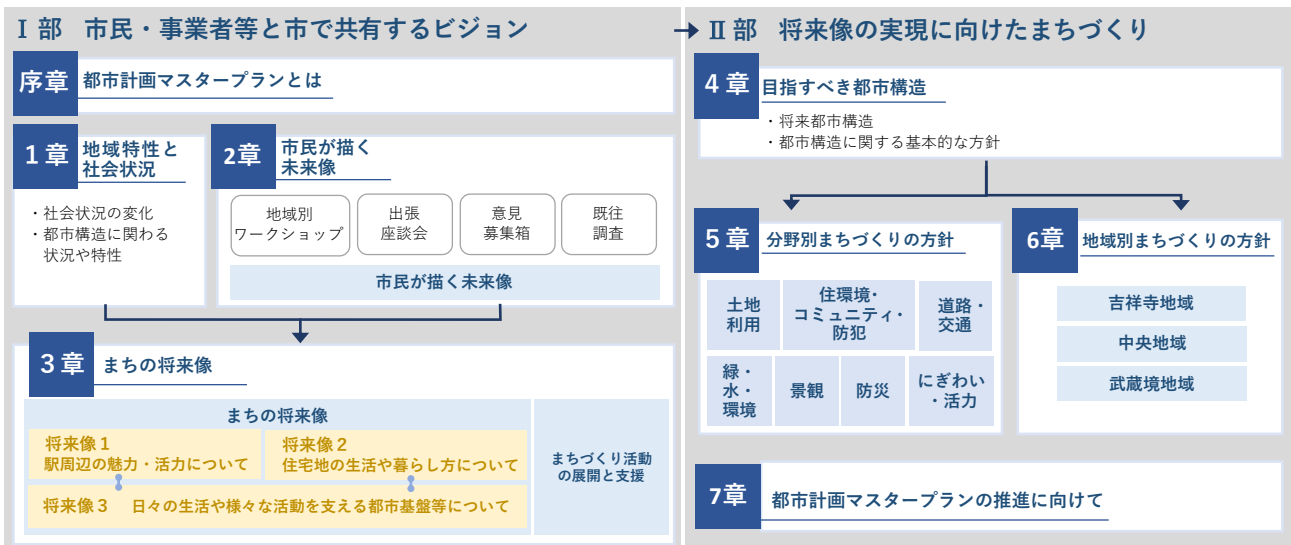 Ⅰ部 市民・事業者等と市で共有するビジョン
序章 都市計画マスタープランとは
1章 地域特性と
社会状況
・社会状況の変化
・都市構造に関わる
状況や特性
2章 市民が描く
未来像
地域別
ワークショップ
出張
座談会
意見
募集箱
既往
調査
市民が描く未来像
3章 まちの将来像
まちの将来像
将来像1
駅周辺の魅力・活力について
将来像2
住宅地の生活や暮らし方について
将来像3 日々の生活や様々な活動を支える都市基盤等について
まちづくり活動
の展開と支援
Ⅱ部 将来像の実現に向けたまちづくり
4章 目指すべき都市構造
・将来都市構造
・都市構造に関する基本的な方針
5章 分野別まちづくりの方針
土地
利用
住環境・
コミュニティ・
防犯
道路・
交通
緑・
水・
環境
景観
防災
にぎわい
・活力
6章 地域別まちづくりの方針
吉祥寺地域
中央地域
武蔵境地域
7章 都市計画マスタープランの推進に向けて